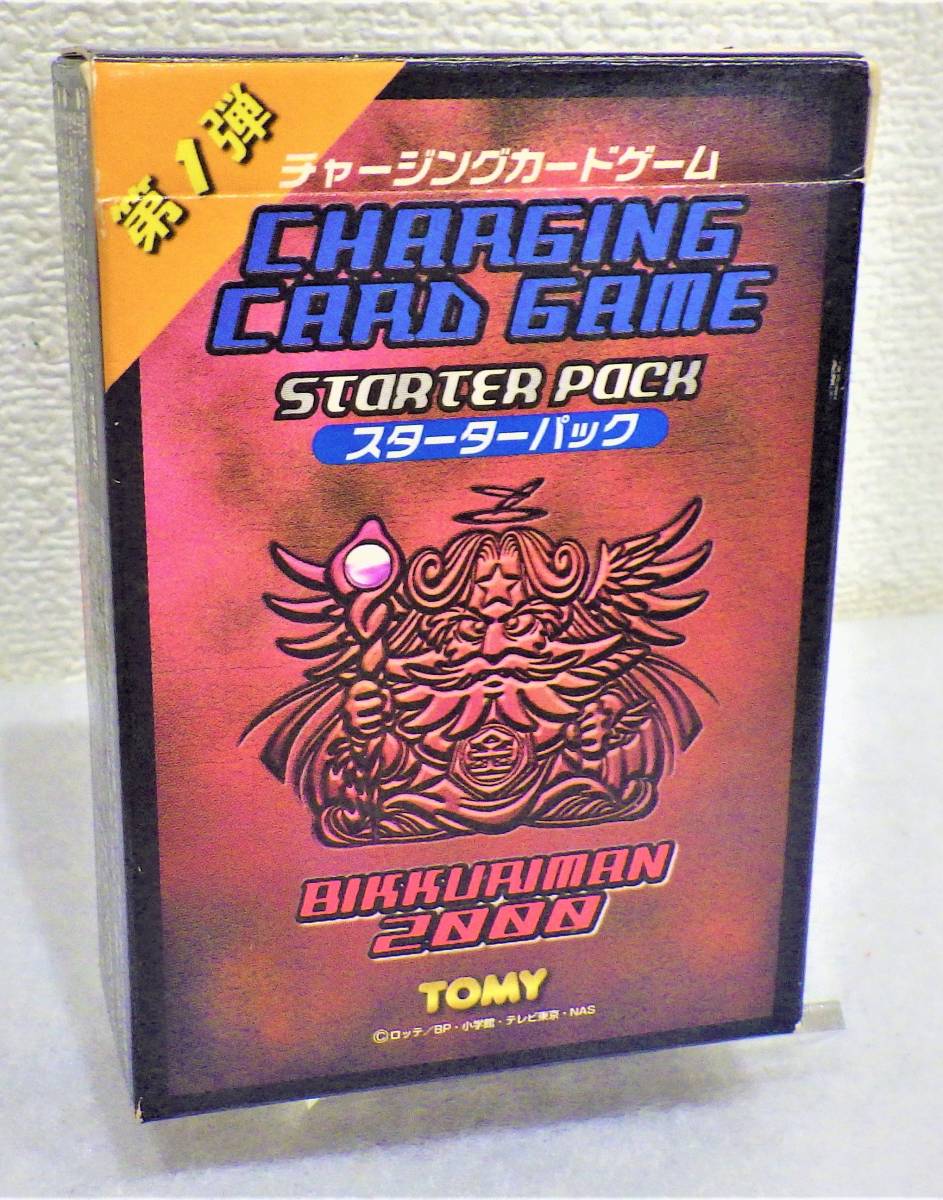 第1弾
チャージングカードゲーム
CHARGING
CARD GAME
STARTER PACK
スターターパック
BIKKURIMAN
2000
TOMY
©ロッテ/BP・小学館・テレビ東京・NAS